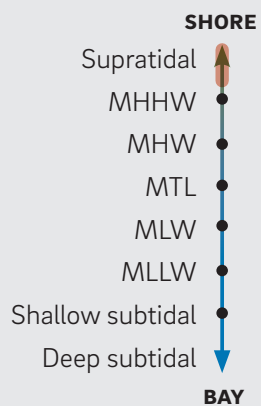 SHORE
Supratidal
MHHW
MHW
MTL
MLW
MLLW
Shallow subtidal
Deep subtidal
BAY